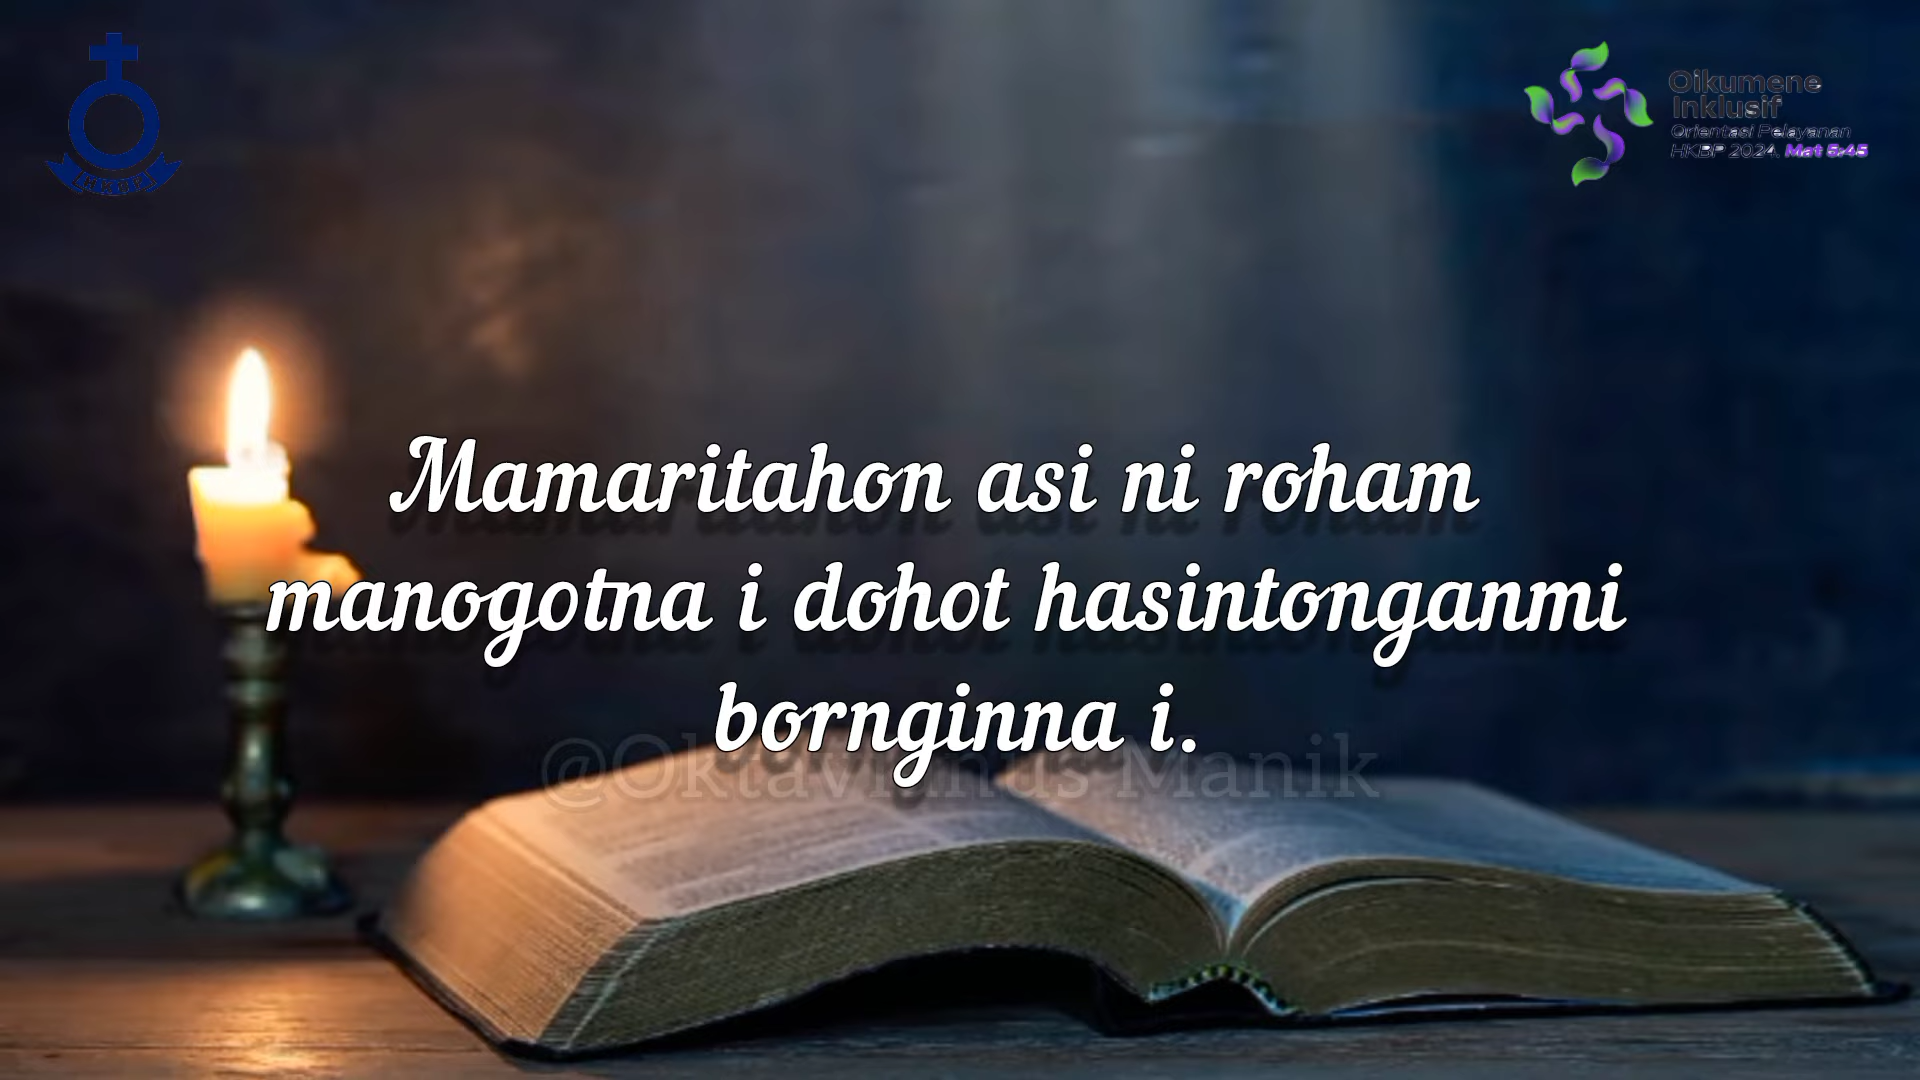 Oikumene
Inklusif
Orientasi Pelayanan
HKBP 2024. Mat 5:45
Mamaritahon asi ni roham
manogotna i dohot hasintonganmi
bornginna i.
@Oktavianus Manik